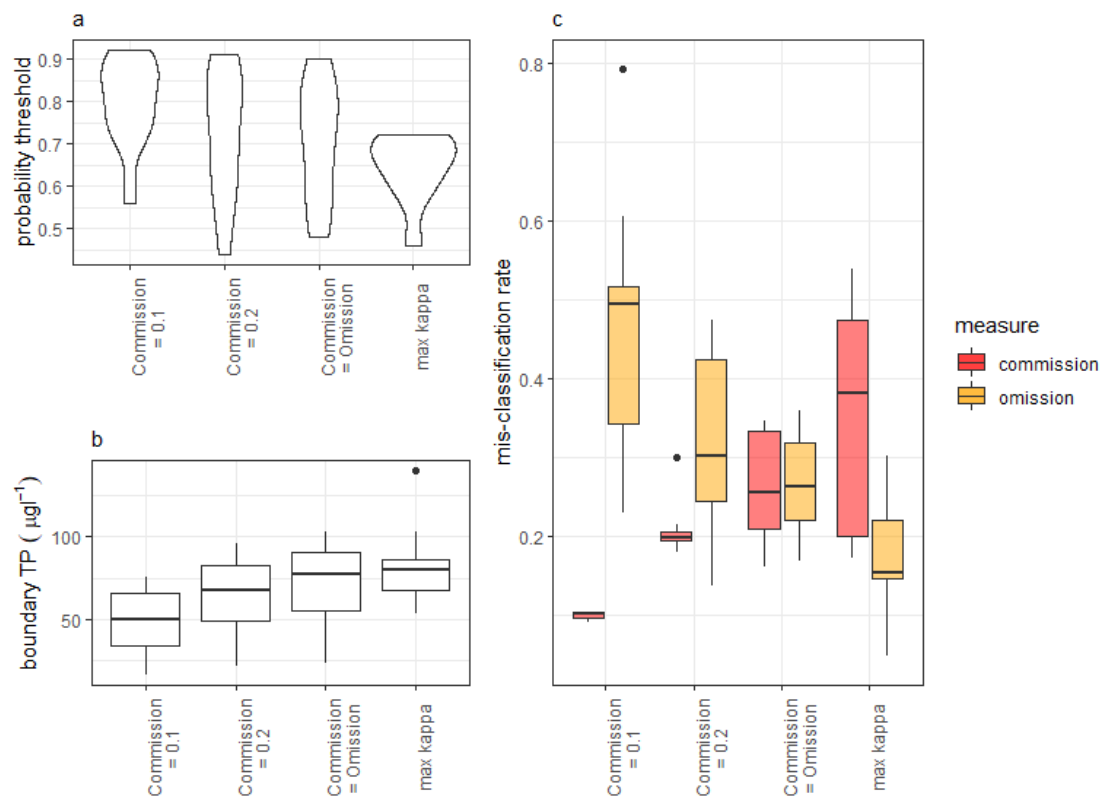 a
probability threshold
0.9
0.8
0.7
0.6
0.5
Commission
= 0.1
Commission
= 0.2
Commission
= Omission
max kappa
b
boundary TP ( μgl⁻¹)
100
50
Commission
= 0.1
Commission
= 0.2
Commission
= Omission
max kappa
c
mis-classification rate
0.8
0.6
0.4
0.2
Commission
= 0.1
Commission
= 0.2
Commission
= Omission
max kappa
measure
commission
omission